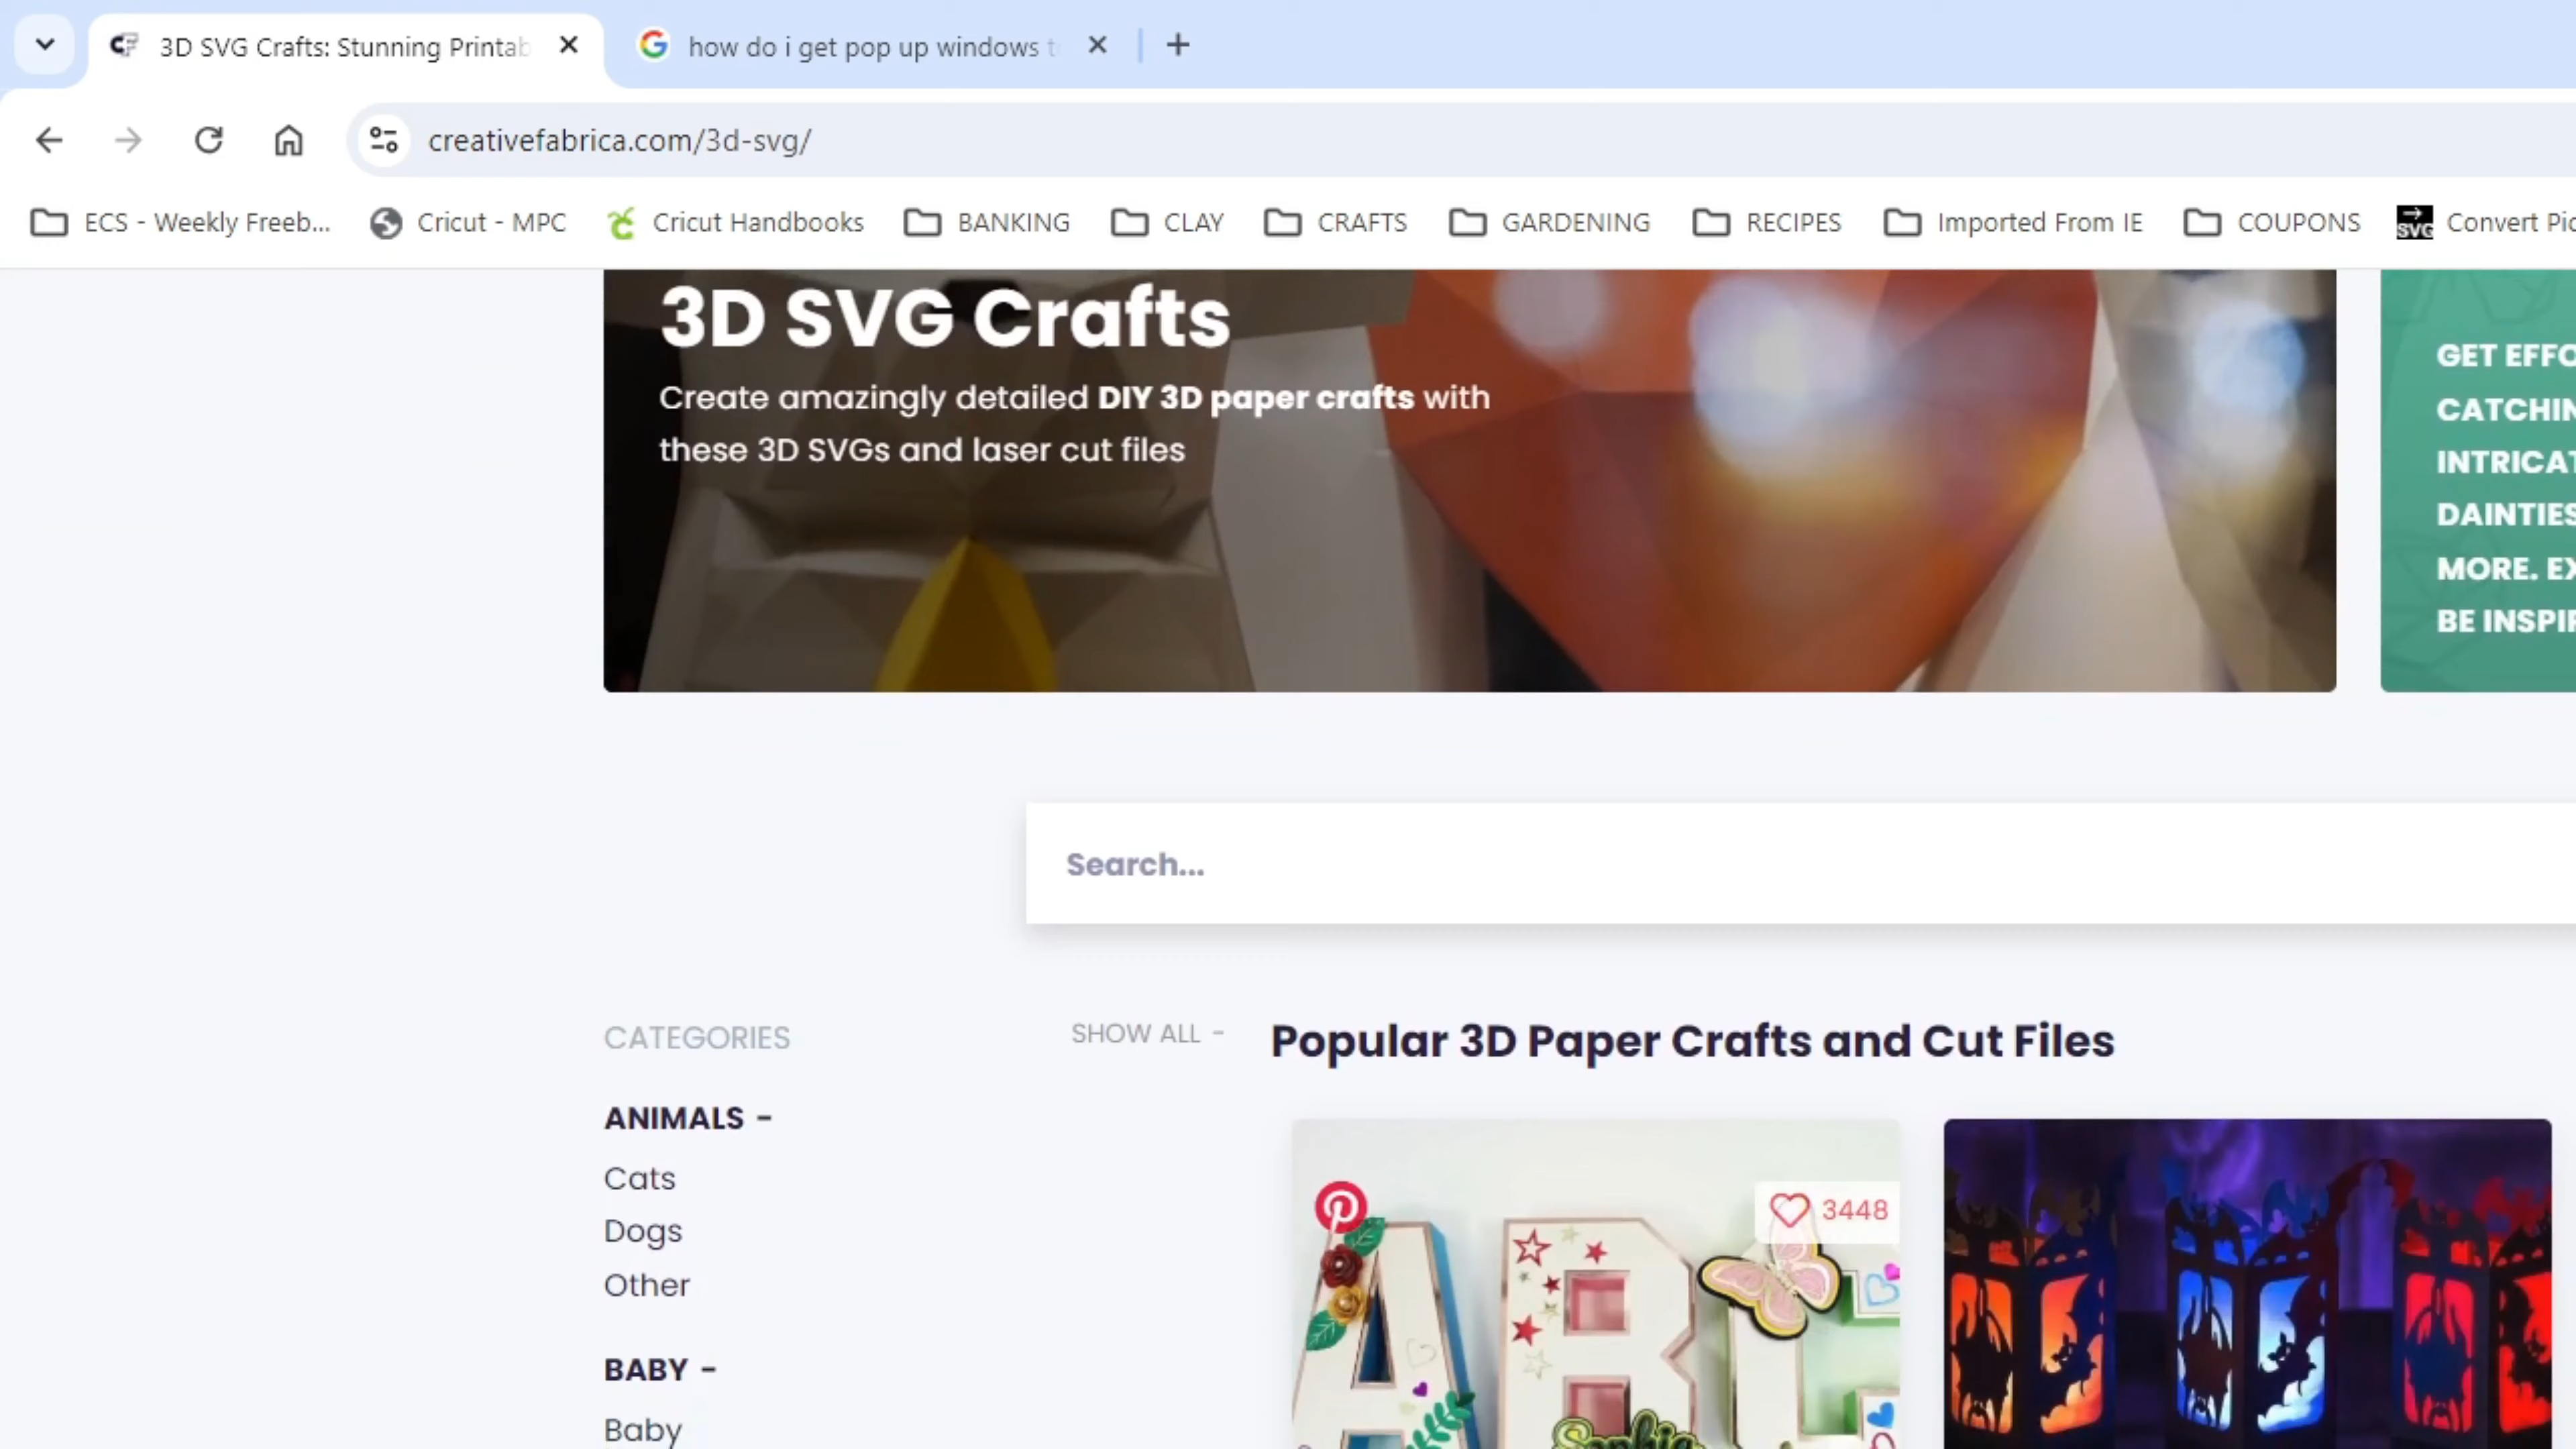 3D SVG Crafts: Stunning Printab
how do i get pop up windows t
creativefabrica.com/3d-svg/
ECS - Weekly Freeb... Cricut - MPC Cricut Handbooks BANKING CLAY CRAFTS GARDENING RECIPES Imported From IE COUPONS SVG Convert Pic
3D SVG Crafts
Create amazingly detailed DIY 3D paper crafts with
these 3D SVGs and laser cut files
GET EFFO
CATCHIN
INTRICAT
DAINTIES
MORE. EX
BE INSPIR
Search...
CATEGORIES
SHOW ALL -
ANIMALS -
Cats
Dogs
Other
BABY -
Baby
Popular 3D Paper Crafts and Cut Files
3448
A B C
Sophia